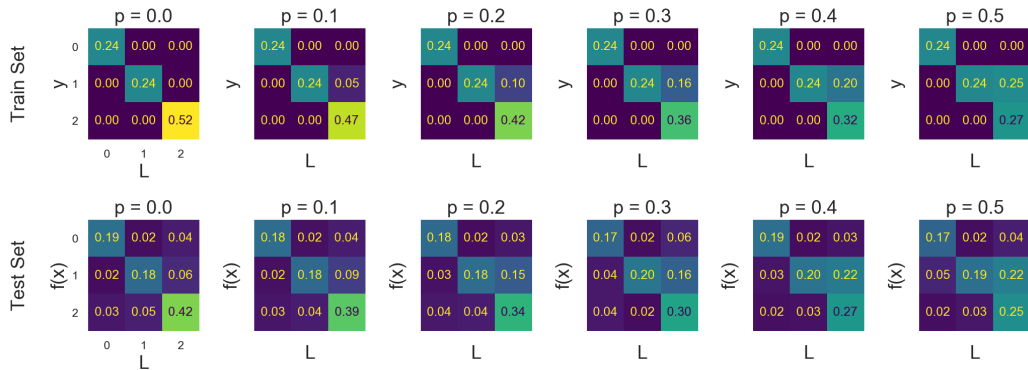 p = 0.0 p = 0.1 p = 0.2 p = 0.3 p = 0.4 p = 0.5
Train Set
y y y y y y
0 0.24 0.00 0.00 0.24 0.00 0.00 0.24 0.00 0.00 0.24 0.00 0.00 0.24 0.00 0.00 0.24 0.00 0.00
1 0.00 0.24 0.00 0.00 0.24 0.05 0.00 0.24 0.10 0.00 0.24 0.16 0.00 0.24 0.20 0.00 0.24 0.25
2 0.00 0.00 0.52 0.00 0.00 0.47 0.00 0.00 0.42 0.00 0.00 0.36 0.00 0.00 0.32 0.00 0.00 0.27
0 1 2
L L L L L L
p = 0.0 p = 0.1 p = 0.2 p = 0.3 p = 0.4 p = 0.5
Test Set
f(x) f(x) f(x) f(x) f(x) f(x)
0 0.19 0.02 0.04 0.18 0.02 0.04 0.18 0.02 0.03 0.17 0.02 0.06 0.19 0.02 0.03 0.17 0.02 0.04
1 0.02 0.18 0.06 0.02 0.18 0.09 0.03 0.18 0.15 0.04 0.20 0.16 0.03 0.20 0.22 0.05 0.19 0.22
2 0.03 0.05 0.42 0.03 0.04 0.39 0.04 0.04 0.34 0.04 0.02 0.30 0.02 0.03 0.27 0.03 0.03 0.25
0 1 2
L L L L L L